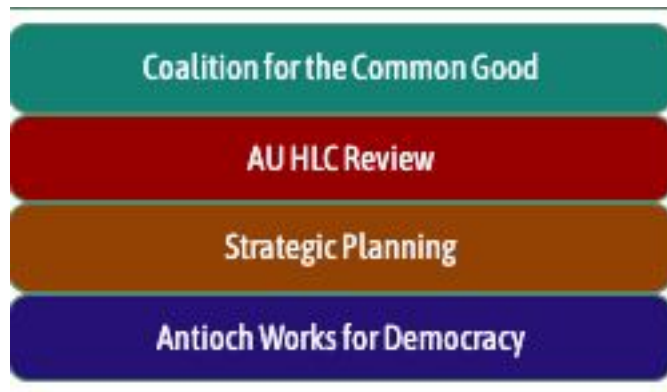 Coalition for the Common Good
AU HLC Review
Strategic Planning
Antioch Works for Democracy